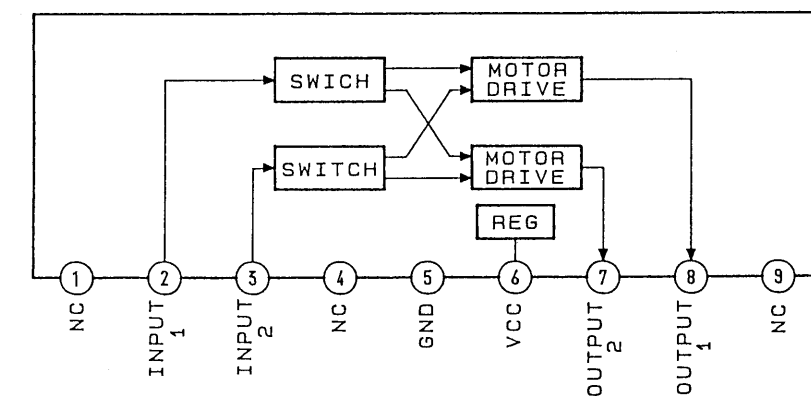 SWICH
MOTOR
DRIVE
SWITCH
MOTOR
DRIVE
REG
1
2
3
4
5
6
7
8
9
NC
INPUT
1
INPUT
2
NC
GND
VCC
OUTPUT
2
OUTPUT
1
NC